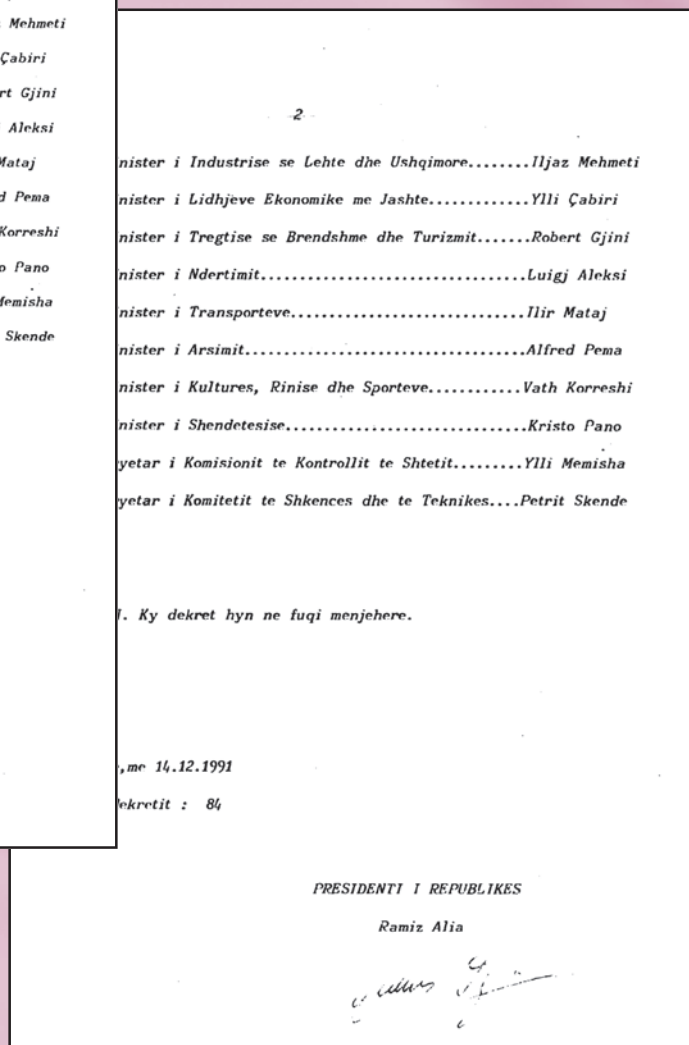 Mehmeti
Çabiri
rt Gjini
Aleksi
Mataj
d Pema
Korreshi
o Pano
Memisha
Skende
2
nister i Industrise se Lehte dhe Ushqimore........Iljaz Mehmeti
nister i Lidhjeve Ekonomike me Jashte.............Ylli Çabiri
nister i Tregtise se Brendshme dhe Turizmit.......Robert Gjini
nister i Ndertimit.................................Luigj Aleksi
nister i Transporteve.............................Ilir Mataj
nister i Arsimit...................................Alfred Pema
nister i Kultures, Rinise dhe Sporteve............Vath Korreshi
nister i Shendetesise..............................Kristo Pano
yetar i Komisionit te Kontrollit te Shtetit.........Ylli Memisha
yetar i Komitetit te Shkences dhe te Teknikes....Petrit Skende
I. Ky dekret hyn ne fuqi menjehere.
,me 14.12.1991
ekretit : 84
PRESIDENTI I REPUBLIKES
Ramiz Alia